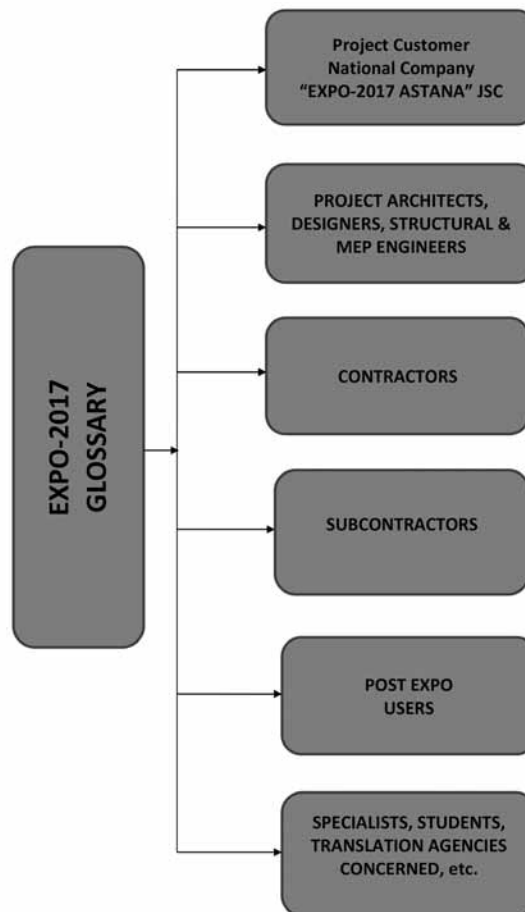 EXPO-2017
GLOSSARY
Project Customer
National Company
“EXPO-2017 ASTANA” JSC
PROJECT ARCHITECTS,
DESIGNERS, STRUCTURAL &
MEP ENGINEERS
CONTRACTORS
SUBCONTRACTORS
POST EXPO
USERS
SPECIALISTS, STUDENTS,
TRANSLATION AGENCIES
CONCERNED, etc.